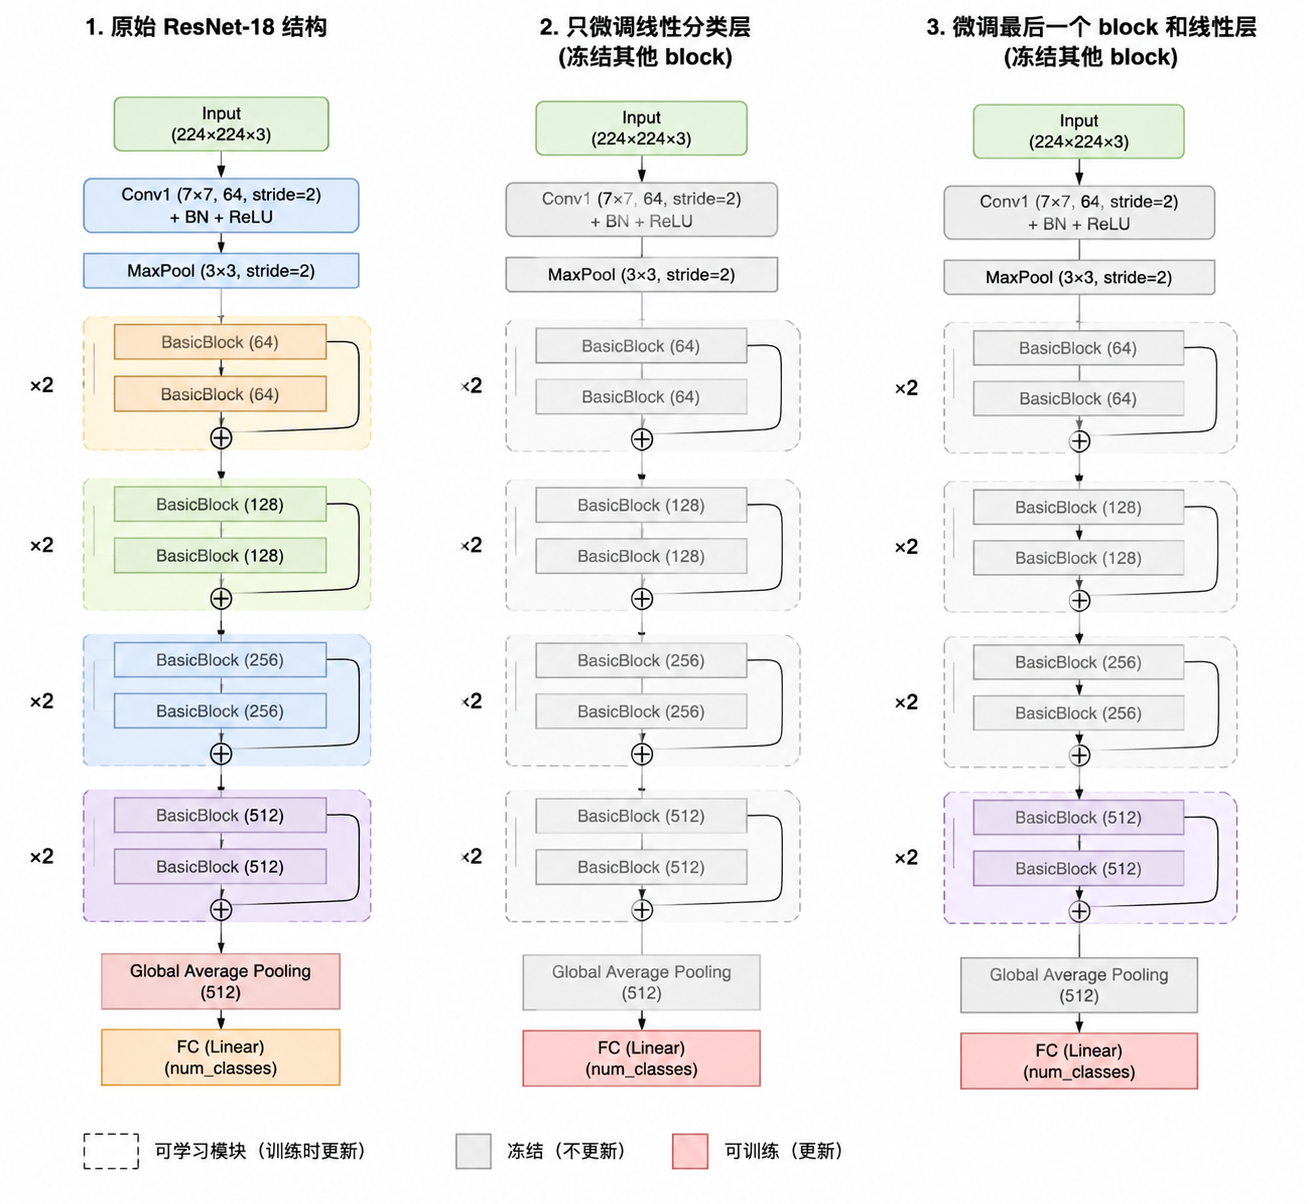 1. 原始 ResNet-18 结构
Input
(224×224×3)
Conv1 (7×7, 64, stride=2)
+ BN + ReLU
MaxPool (3×3, stride=2)
×2
BasicBlock (64)
BasicBlock (64)
×2
BasicBlock (128)
BasicBlock (128)
×2
BasicBlock (256)
BasicBlock (256)
×2
BasicBlock (512)
BasicBlock (512)
Global Average Pooling
(512)
FC (Linear)
(num_classes)
2. 只微调线性分类层
(冻结其他 block)
Input
(224×224×3)
Conv1 (7×7, 64, stride=2)
+ BN + ReLU
MaxPool (3×3, stride=2)
×2
BasicBlock (64)
BasicBlock (64)
×2
BasicBlock (128)
BasicBlock (128)
×2
BasicBlock (256)
BasicBlock (256)
×2
BasicBlock (512)
BasicBlock (512)
Global Average Pooling
(512)
FC (Linear)
(num_classes)
3. 微调最后一个 block 和线性层
(冻结其他 block)
Input
(224×224×3)
Conv1 (7×7, 64, stride=2)
+ BN + ReLU
MaxPool (3×3, stride=2)
×2
BasicBlock (64)
BasicBlock (64)
×2
BasicBlock (128)
BasicBlock (128)
×2
BasicBlock (256)
BasicBlock (256)
×2
BasicBlock (512)
BasicBlock (512)
Global Average Pooling
(512)
FC (Linear)
(num_classes)
可学习模块（训练时更新）
冻结（不更新）
可训练（更新）